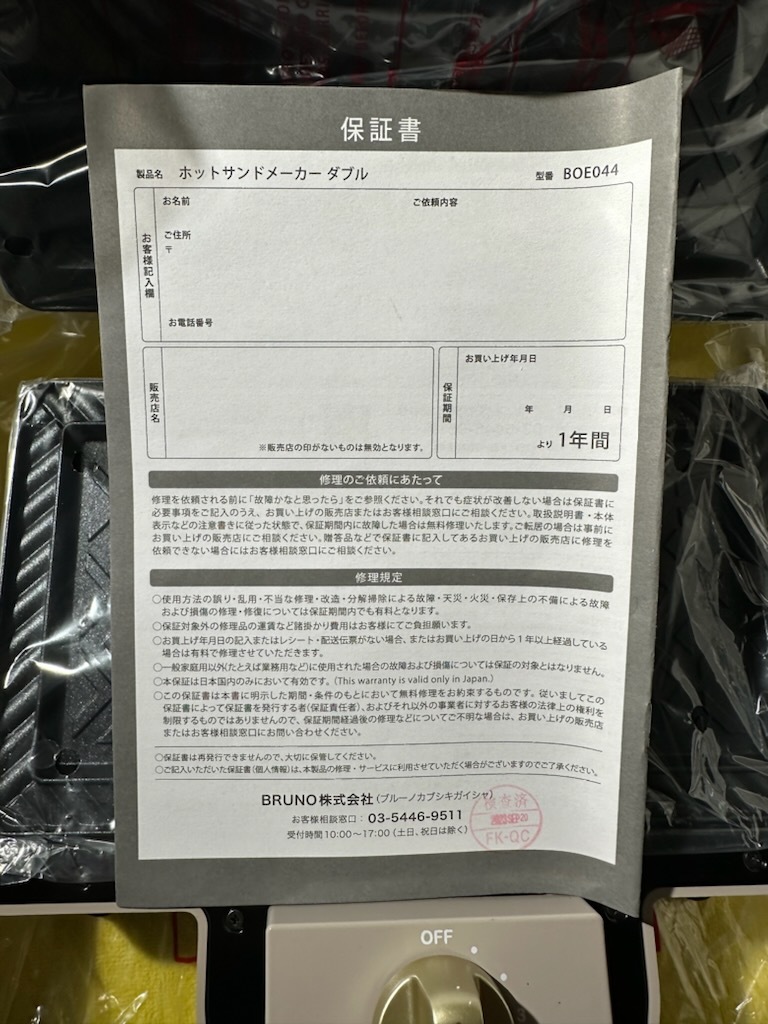 保証書
製品名 ホットサンドメーカー ダブル 型番 BOE044
お客様記入欄
お名前
ご依頼内容
ご住所
〒
お電話番号
販売店名
※販売店の印がないものは無効となります。
保証期間
お買い上げ年月日
年 月 日
より 1年間
修理のご依頼にあたって
修理を依頼される前に「故障かなと思ったら」をご参照ください。それでも症状が改善しない場合は保証書に
必要事項をご記入のうえ、お買い上げの販売店またはお客様相談窓口にご相談ください。取扱説明書・本体
表示などの注意書きに従った状態で、保証期間内に故障した場合は無料修理いたします。ご転居の場合は事前に
お買い上げの販売店にご相談ください。贈答品などで保証書に記入してあるお買い上げの販売店に修理を
依頼できない場合にはお客様相談窓口にご相談ください。
修理規定
○使用方法の誤り・乱用・不当な修理・改造・分解掃除による故障・天災・火災・保存上の不備による故障
および損傷の修理・修復については保証期間内でも有料となります。
○保証対象外の修理品の運賃など諸掛かり費用はお客様にてご負担願います。
○お買上げ年月日の記入またはレシート・配送伝票がない場合、またはお買い上げの日から1年以上経過している
場合は有料で修理させていただきます。
○一般家庭用以外(たとえば業務用など)に使用された場合の故障および損傷については保証の対象とはなりません。
○本保証は日本国内のみにおいて有効です。(This warranty is valid only in Japan.)
○この保証書は本書に明示した期間・条件のもとにおいて無料修理をお約束するものです。従いましてこの
保証書によって保証書を発行する者(保証責任者)、およびそれ以外の事業者に対するお客様の法律上の権利を
制限するものではありませんので、保証期間経過後の修理などについてご不明な場合は、お買い上げの販売店
またはお客様相談窓口にお問い合わせください。
○保証書は再発行できませんので、大切に保管してください。
○ご記入いただいた保証書(個人情報)は、本製品の修理・サービスに利用させていただく場合がございますのでご了承ください。
BRUNO株式会社(ブルーノカブシキガイシャ)
お客様相談窓口：03-5446-9511
受付時間10:00～17:00(土日、祝日は除く)
検査済
2023 SEP 20
FK-QC
OFF